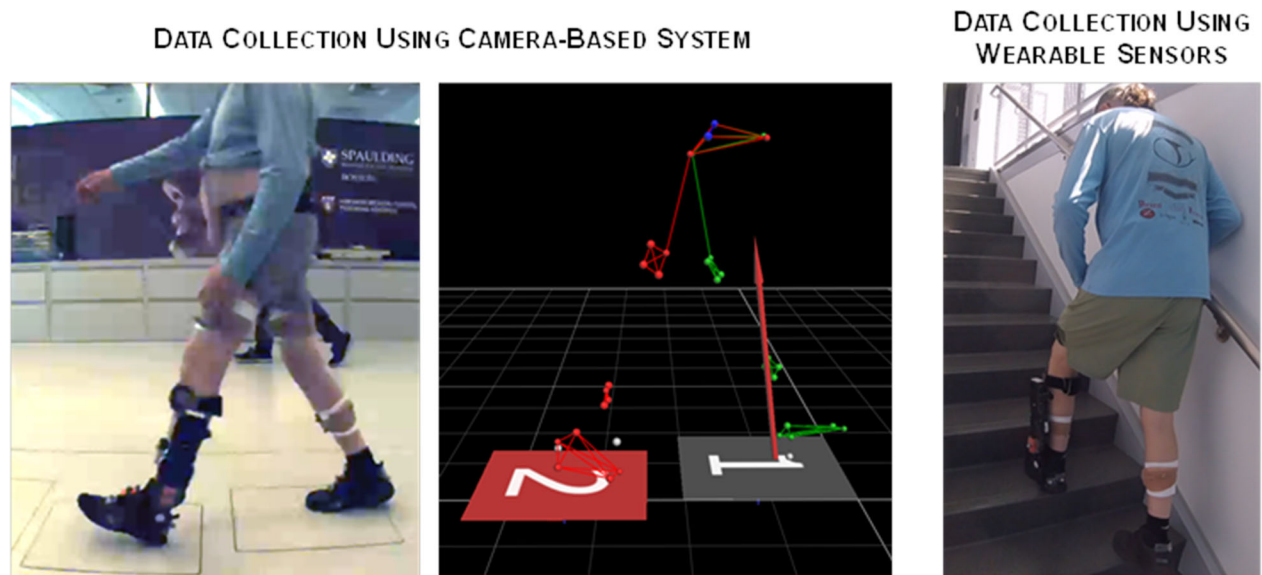 DATA COLLECTION USING CAMERA-BASED SYSTEM
DATA COLLECTION USING
WEARABLE SENSORS
SPAULDING
BOSTON
2
1